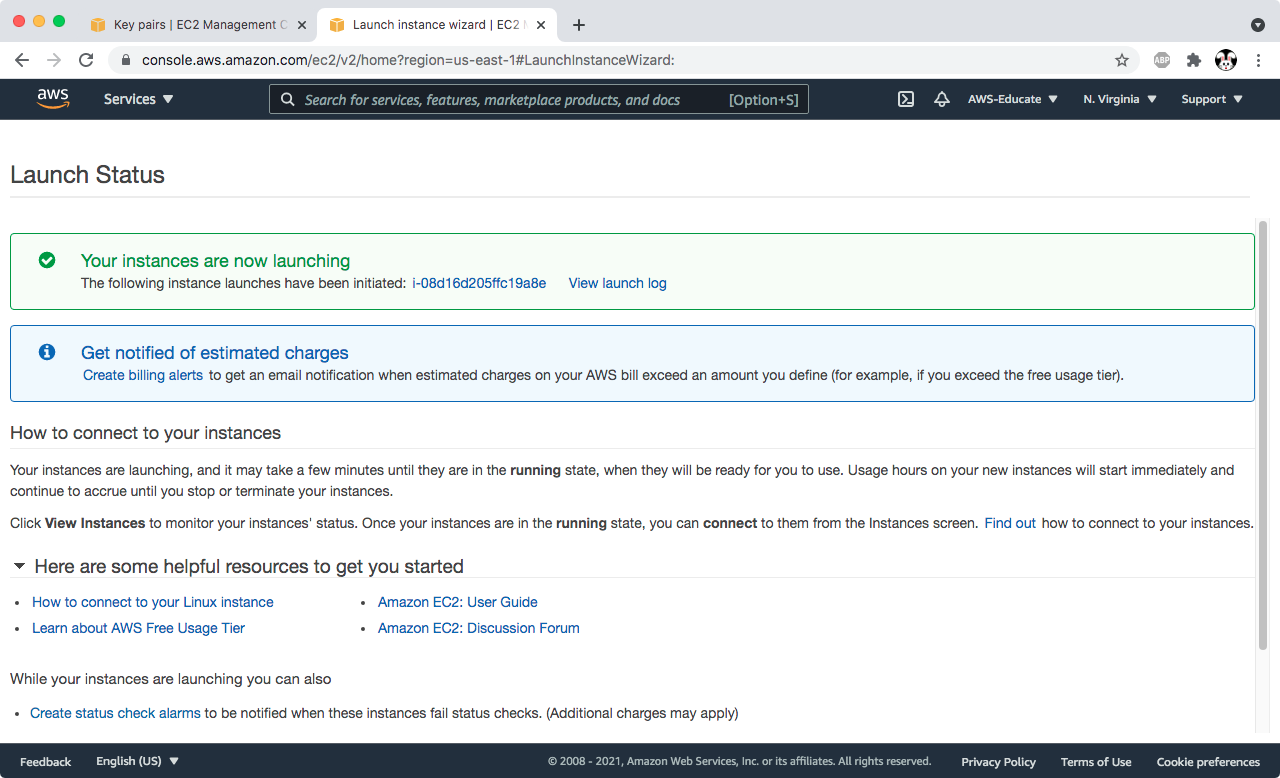 Key pairs | EC2 Management C
Launch instance wizard | EC2 M
console.aws.amazon.com/ec2/v2/home?region=us-east-1#LaunchInstanceWizard:
ABP
aws
Services
Search for services, features, marketplace products, and docs [Option+S]
AWS-Educate
N. Virginia
Support
Launch Status
Your instances are now launching
The following instance launches have been initiated: i-08d16d205ffc19a8e View launch log
Get notified of estimated charges
Create billing alerts to get an email notification when estimated charges on your AWS bill exceed an amount you define (for example, if you exceed the free usage tier).
How to connect to your instances
Your instances are launching, and it may take a few minutes until they are in the running state, when they will be ready for you to use. Usage hours on your new instances will start immediately and
continue to accrue until you stop or terminate your instances.
Click View Instances to monitor your instances' status. Once your instances are in the running state, you can connect to them from the Instances screen. Find out how to connect to your instances.
Here are some helpful resources to get you started
• How to connect to your Linux instance
• Amazon EC2: User Guide
• Learn about AWS Free Usage Tier
• Amazon EC2: Discussion Forum
While your instances are launching you can also
• Create status check alarms to be notified when these instances fail status checks. (Additional charges may apply)
Feedback
English (US)
© 2008 - 2021, Amazon Web Services, Inc. or its affiliates. All rights reserved.
Privacy Policy
Terms of Use
Cookie preferences